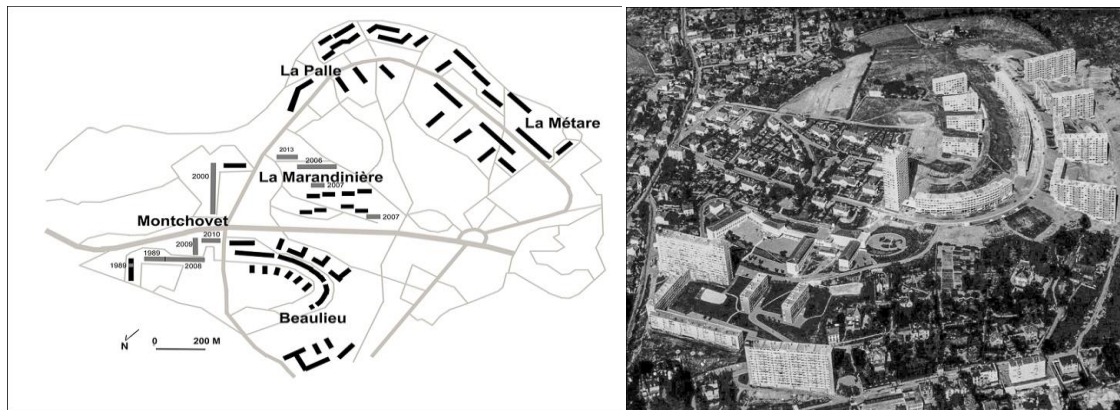 La Palle
La Métare
2013
2006
2000
La Marandinière
2007
2007
Montchovet
2010
2009
1989
1989
2008
Beaulieu
N
0 200 M